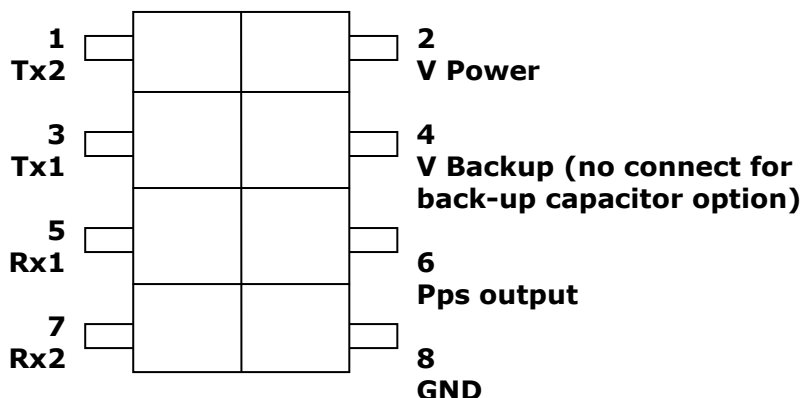 1
Tx2
2
V Power
3
Tx1
4
V Backup (no connect for
back-up capacitor option)
5
Rx1
6
Pps output
7
Rx2
8
GND